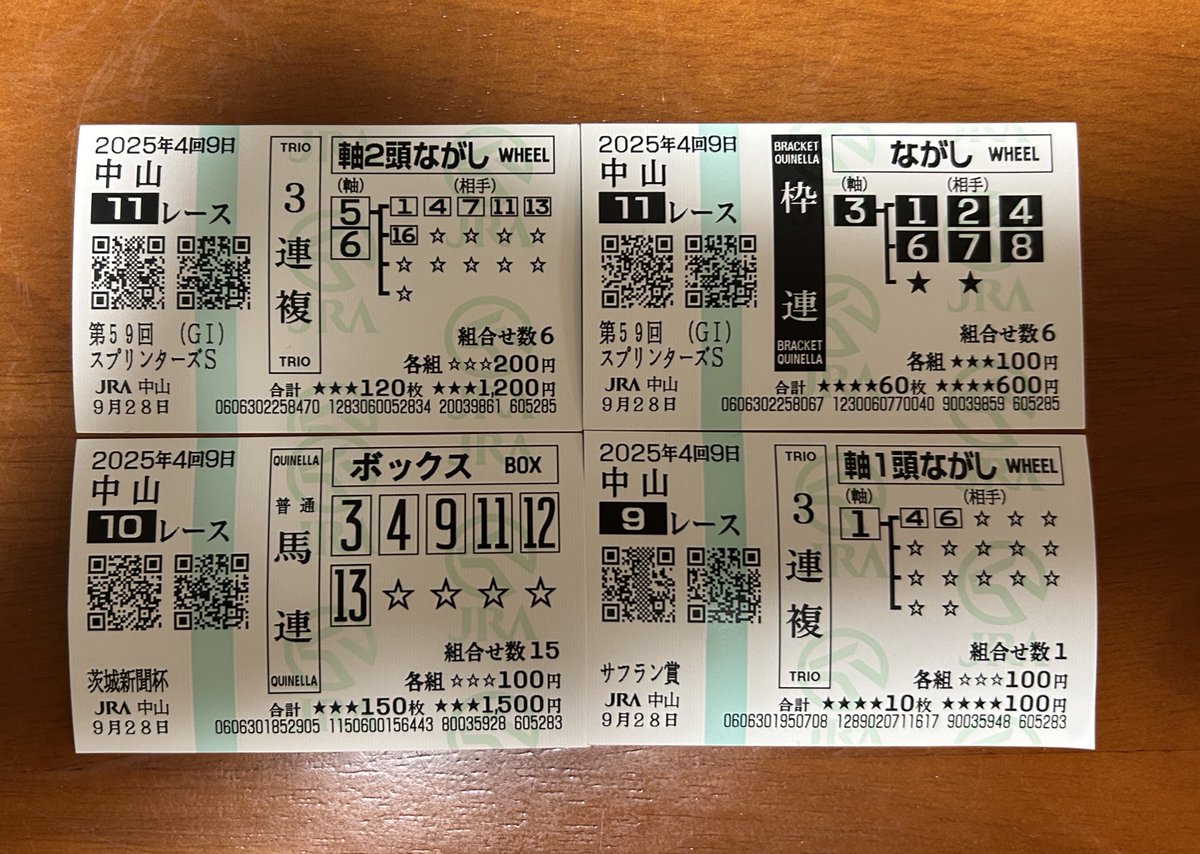 2025年4回9日
中山
11レース
第59回 (GI)
スプリンターズS
JRA 中山
9月28日
TRIO
3連複
TRIO
軸2頭ながし WHEEL
(軸) (相手)
5 1 4 7 11 13
6 16 ☆ ☆ ☆ ☆
☆ ☆ ☆ ☆ ☆
☆
組合せ数6
各組 ☆☆☆200円
合計 ★★★120枚 ★★★1,200円
0606302258470 1283060052834 20039861 605285
2025年4回9日
中山
11レース
第59回 (GI)
スプリンターズS
JRA 中山
9月28日
BRACKET QUINELLA
枠連
BRACKET QUINELLA
ながし WHEEL
(軸) (相手)
3 1 2 4
6 7 8
★ ★
組合せ数6
各組 ★★★100円
合計 ★★★★60枚 ★★★★600円
0606302258067 1230060770040 90039859 605285
2025年4回9日
中山
10レース
茨城新聞杯
JRA 中山
9月28日
QUINELLA
普通
馬連
QUINELLA
ボックス BOX
3 4 9 11 12
13 ☆ ☆ ☆ ☆
組合せ数15
各組 ☆☆☆100円
合計 ★★★150枚 ★★★1,500円
0606301852905 1150600156443 80035928 605283
2025年4回9日
中山
9レース
サフラン賞
JRA 中山
9月28日
TRIO
3連複
TRIO
軸1頭ながし WHEEL
(軸) (相手)
1 4 6 ☆ ☆ ☆
☆ ☆ ☆ ☆ ☆
☆ ☆ ☆ ☆ ☆
☆ ☆
組合せ数1
各組 ☆☆☆100円
合計 ★★★★10枚 ★★★★100円
0606301950708 1289020711617 90035948 605283